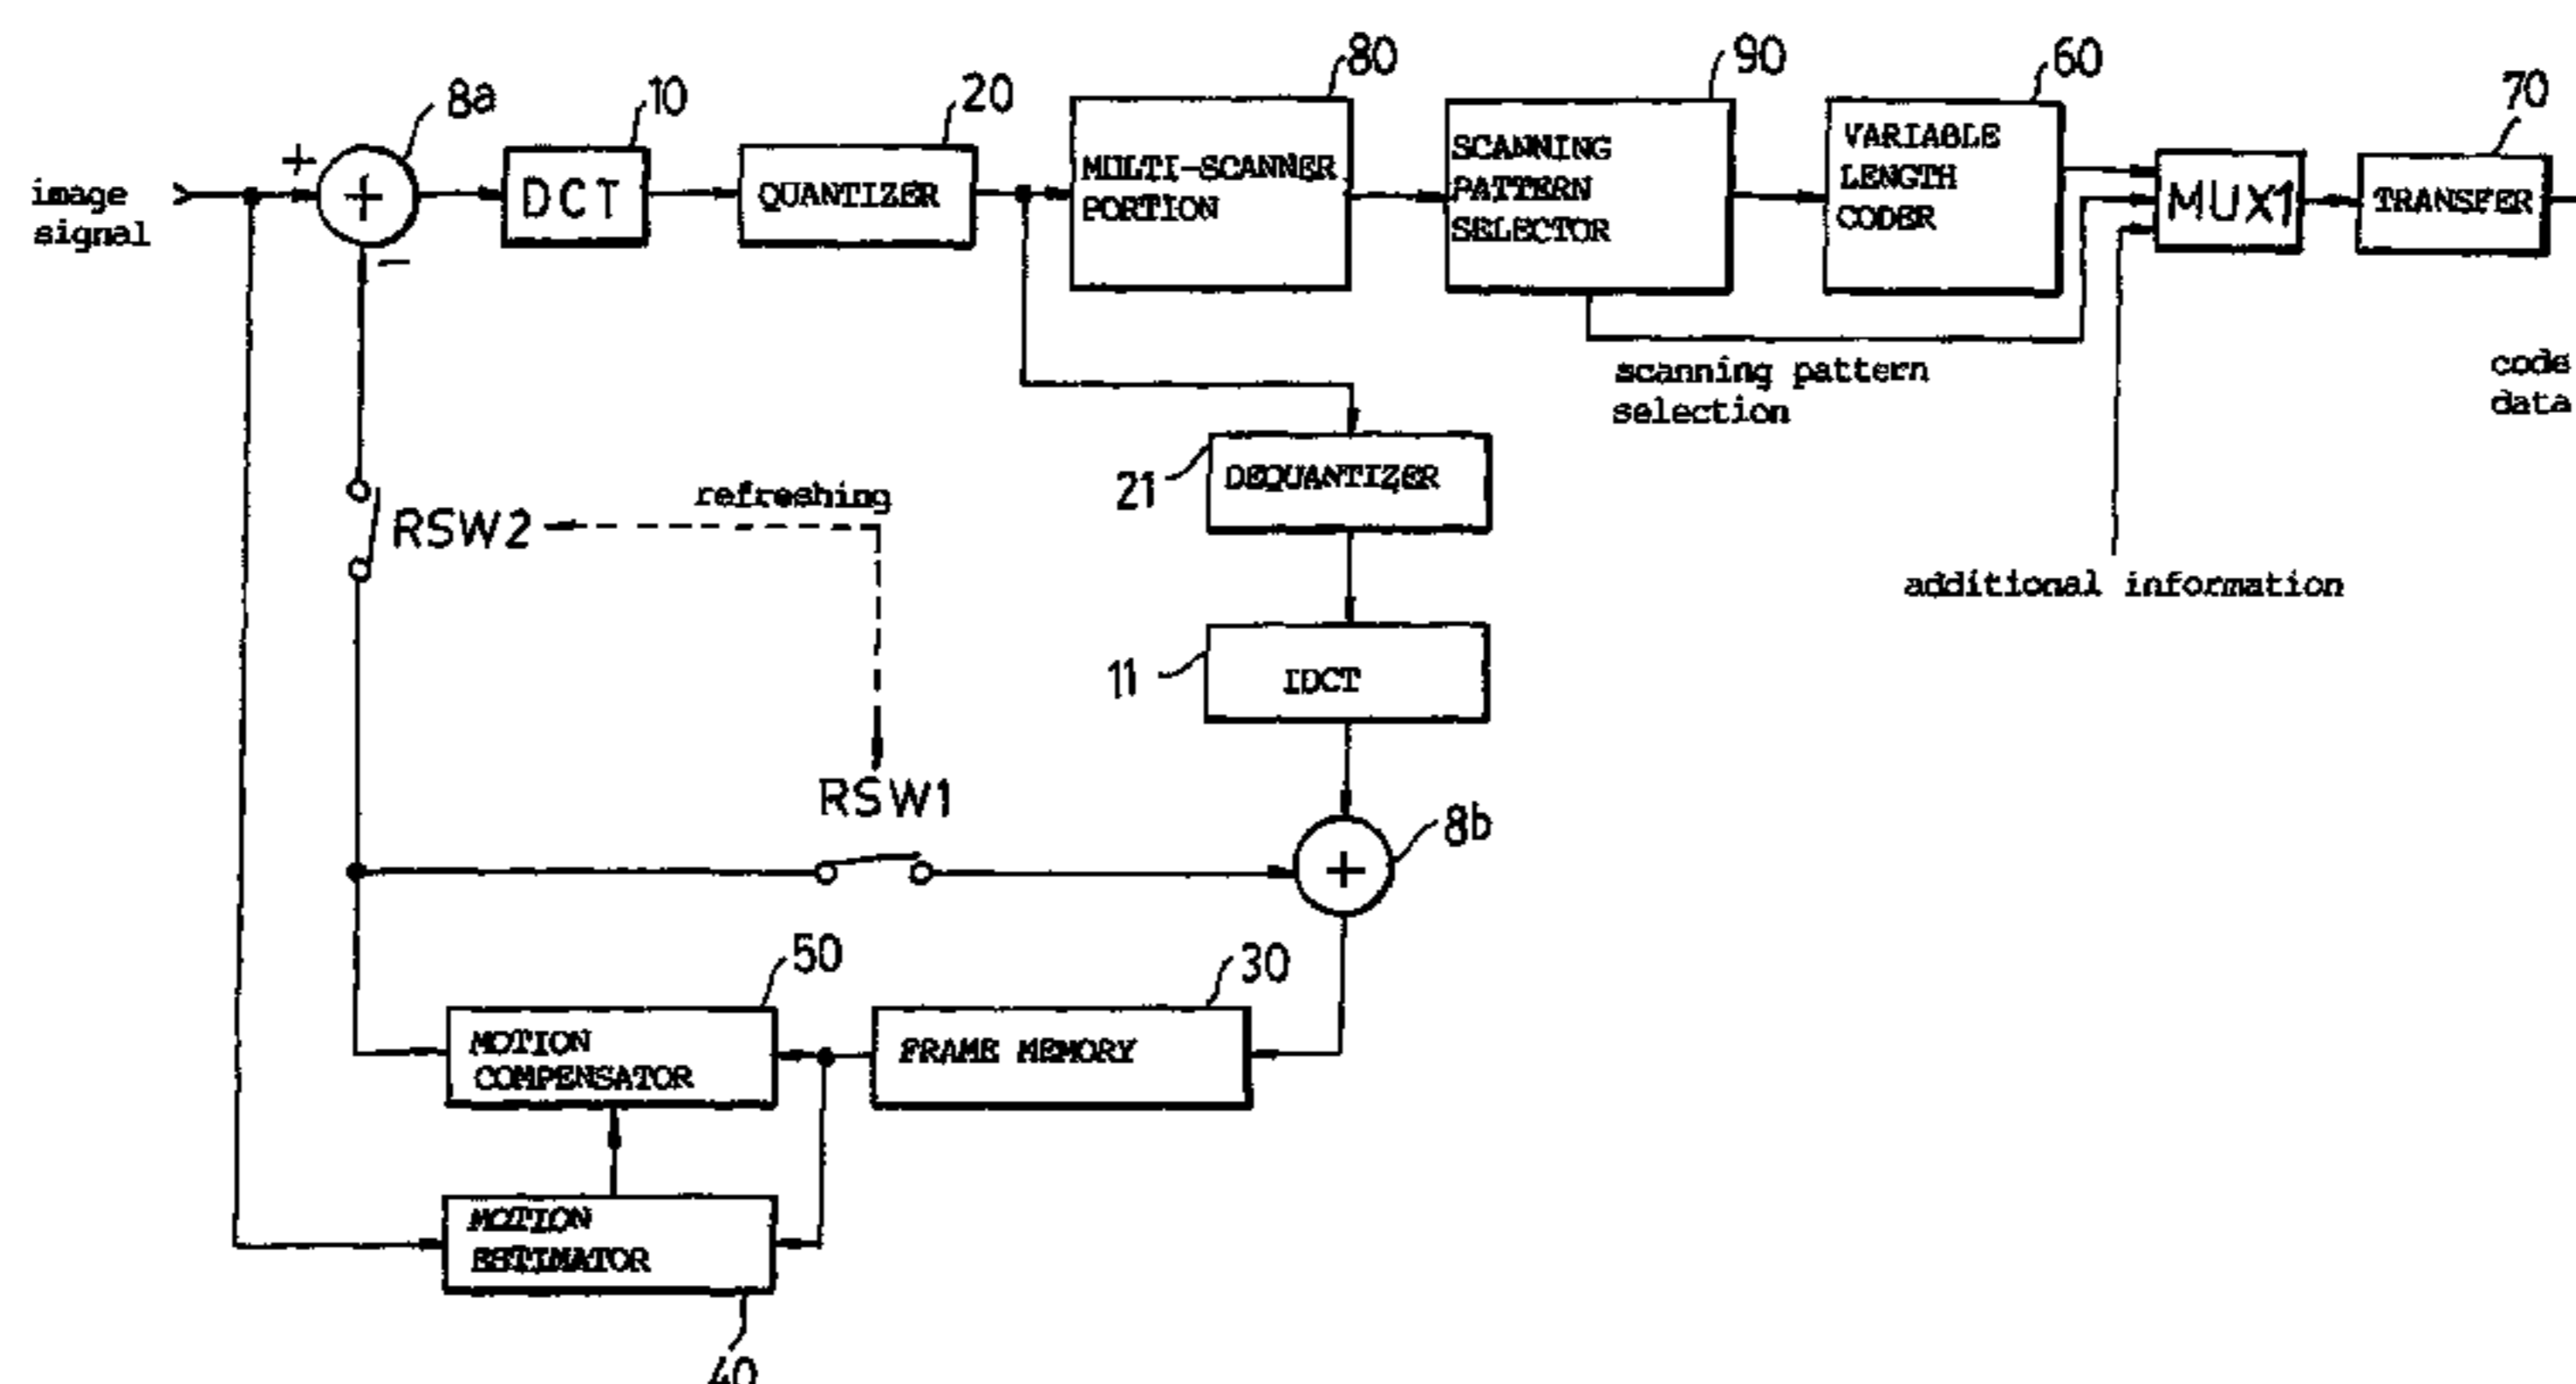 8a
10
20
80
90
60
70
+
image
signal
+
DCT
QUANTIZER
MULTI-SCANNER
PORTION
SCANNING
PATTERN
SELECTOR
VARIABLE
LENGTH
CODER
MUX1
TRANSFER
−
scanning pattern
selection
code
data
21
DEQUANTIZER
refreshing
RSW2
additional information
11
IDCT
RSW1
8b
+
50
30
MOTION
COMPENSATOR
FRAME MEMORY
MOTION
ESTIMATOR
40